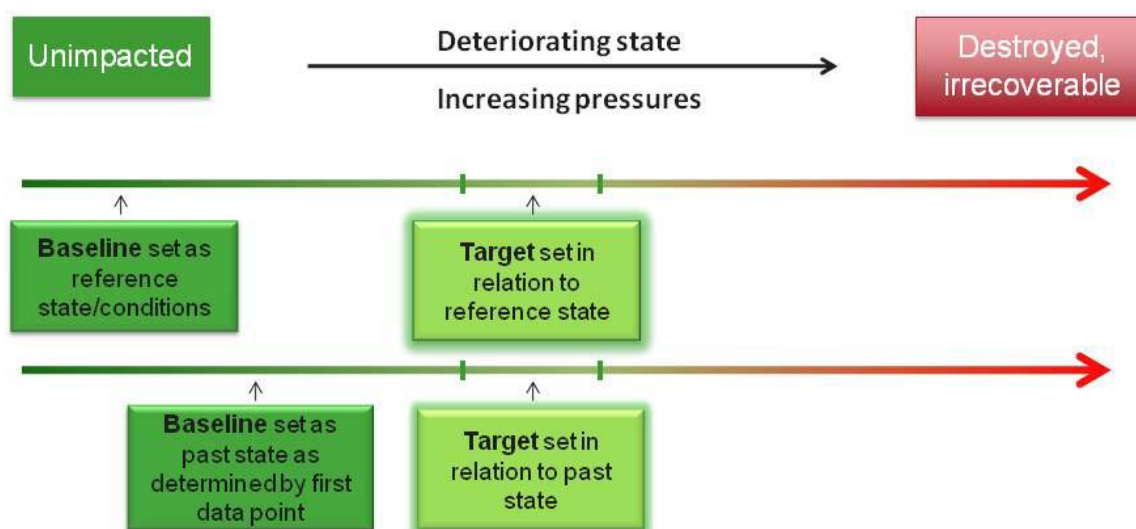 Unimpacted
Deteriorating state
Increasing pressures
Destroyed,
irrecoverable
Baseline set as
reference
state/conditions
Target set in
relation to
reference state
Baseline set as
past state as
determined by first
data point
Target set in
relation to past
state